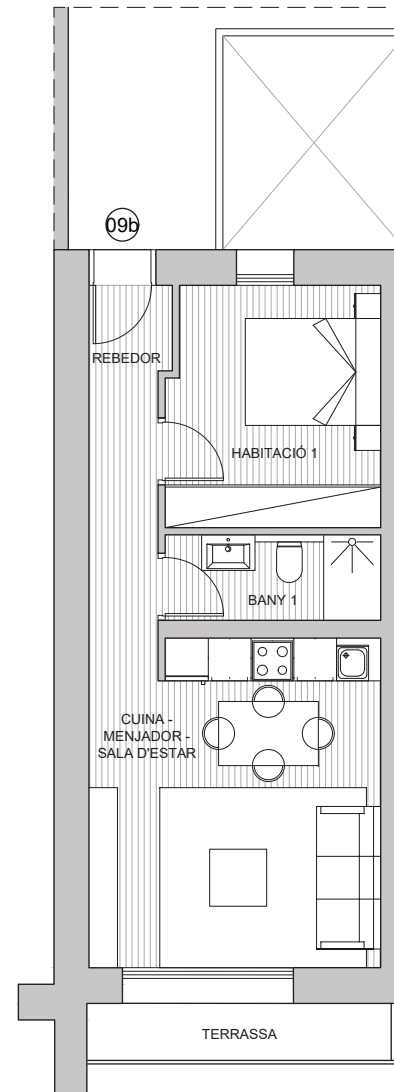 09b
REBEDOR
HABITACIÓ 1
BANY 1
CUINA -
MENJADOR -
SALA D'ESTAR
TERRASSA